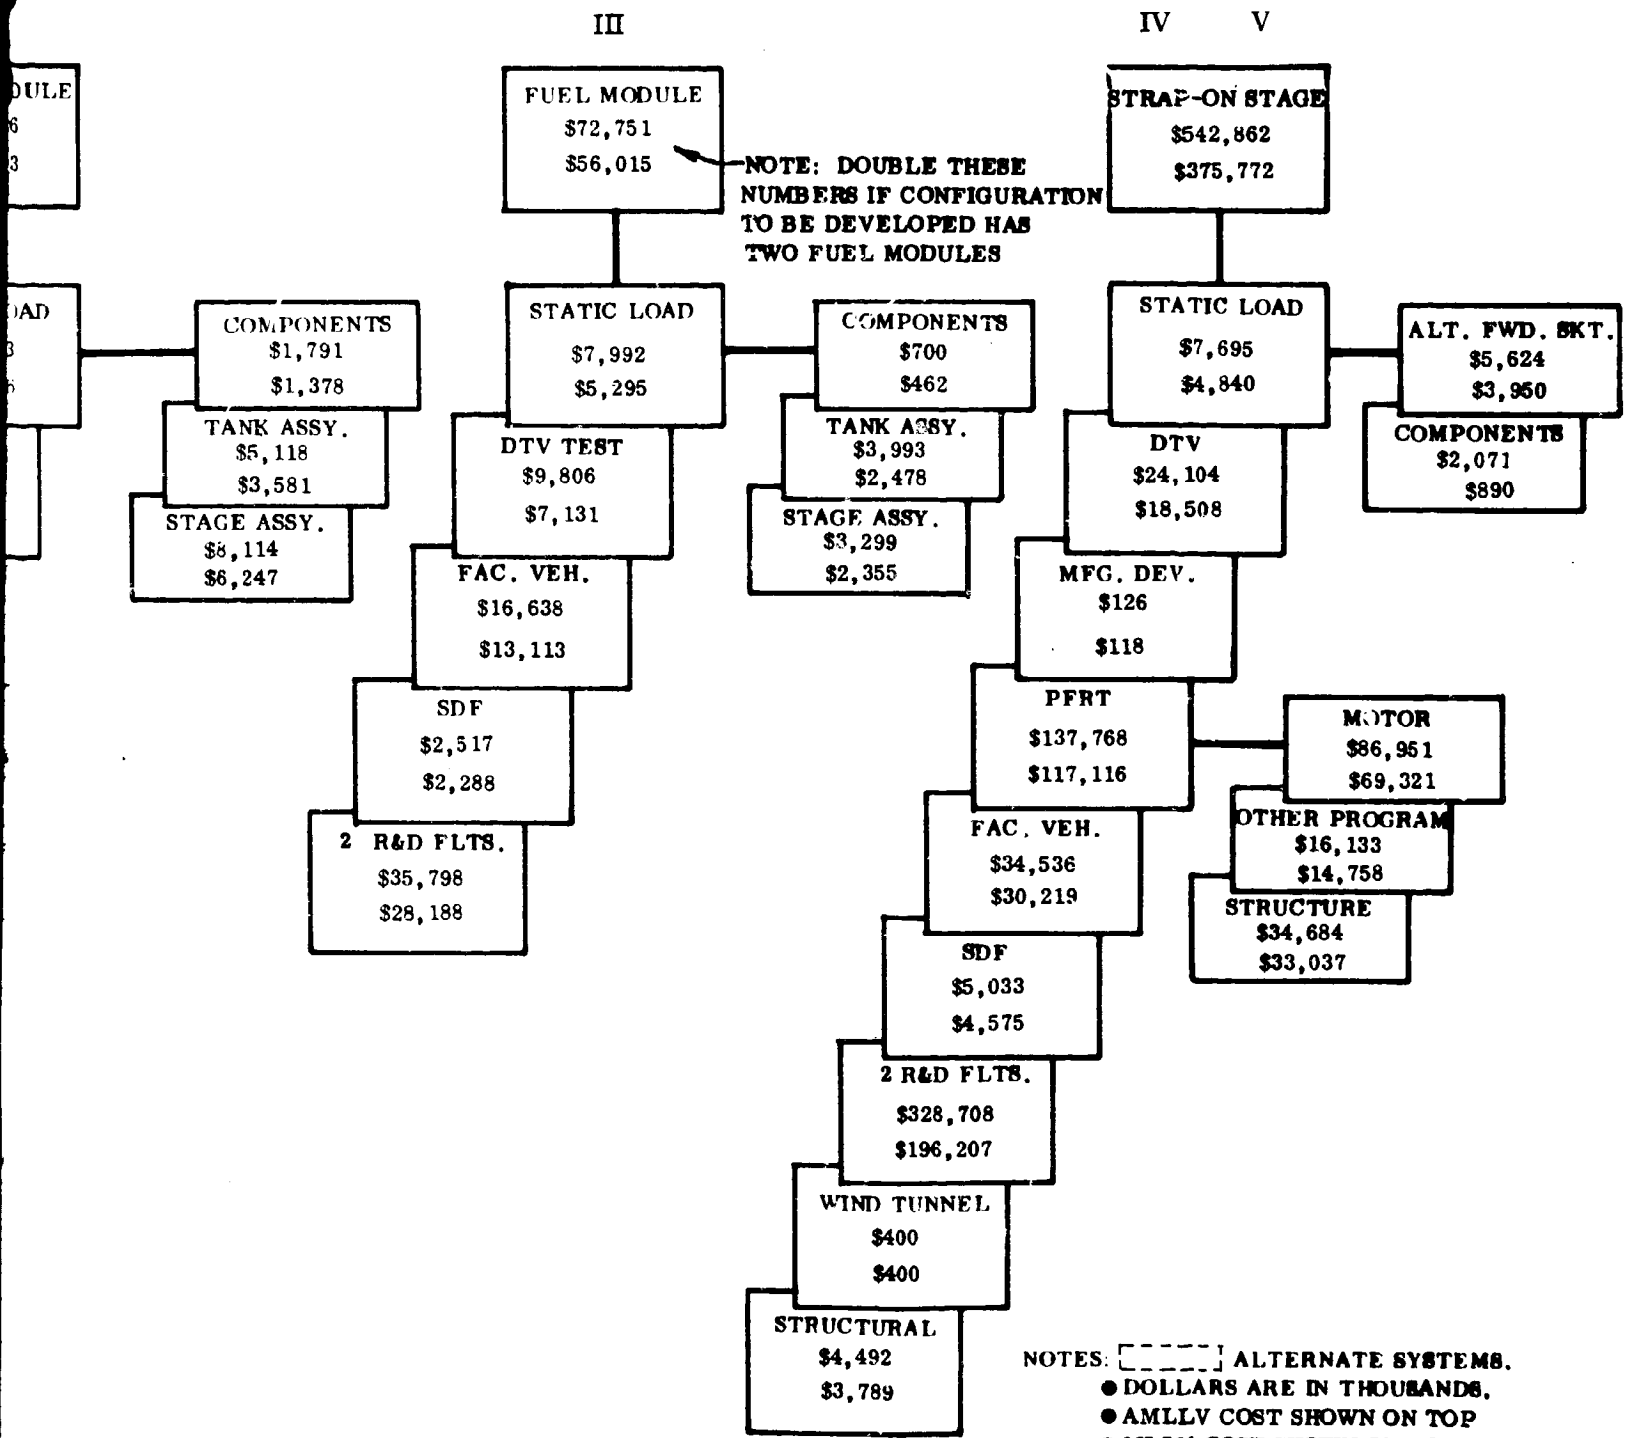 III
IV V
6
3
FUEL MODULE
$72,751
$56,015
NOTE: DOUBLE THESE
NUMBERS IF CONFIGURATION
TO BE DEVELOPED HAS
TWO FUEL MODULES
STRAP-ON STAGE
$542,862
$375,772
3
COMPONENTS
$1,791
$1,378
TANK ASSY.
$5,118
$3,581
STAGE ASSY.
$8,114
$6,247
STATIC LOAD
$7,992
$5,295
DTV TEST
$9,806
$7,131
FAC. VEH.
$16,638
$13,113
SDF
$2,517
$2,288
2 R&D FLTS.
$35,798
$28,188
COMPONENTS
$700
$462
TANK ASSY.
$3,993
$2,478
STAGE ASSY.
$3,299
$2,355
STATIC LOAD
$7,695
$4,840
DTV
$24,104
$18,508
MFG. DEV.
$126
$118
PFRT
$137,768
$117,116
FAC. VEH.
$34,536
$30,219
SDF
$5,033
$4,575
2 R&D FLTS.
$328,708
$196,207
WIND TUNNEL
$400
$400
STRUCTURAL
$4,492
$3,789
ALT. FWD. SKT.
$5,624
$3,950
COMPONENTS
$2,071
$890
MOTOR
$86,951
$69,321
OTHER PROGRAM
$16,133
$14,758
STRUCTURE
$34,684
$33,037
NOTES: ALTERNATE SYSTEMS.
● DOLLARS ARE IN THOUSANDS.
● AMLLV COST SHOWN ON TOP